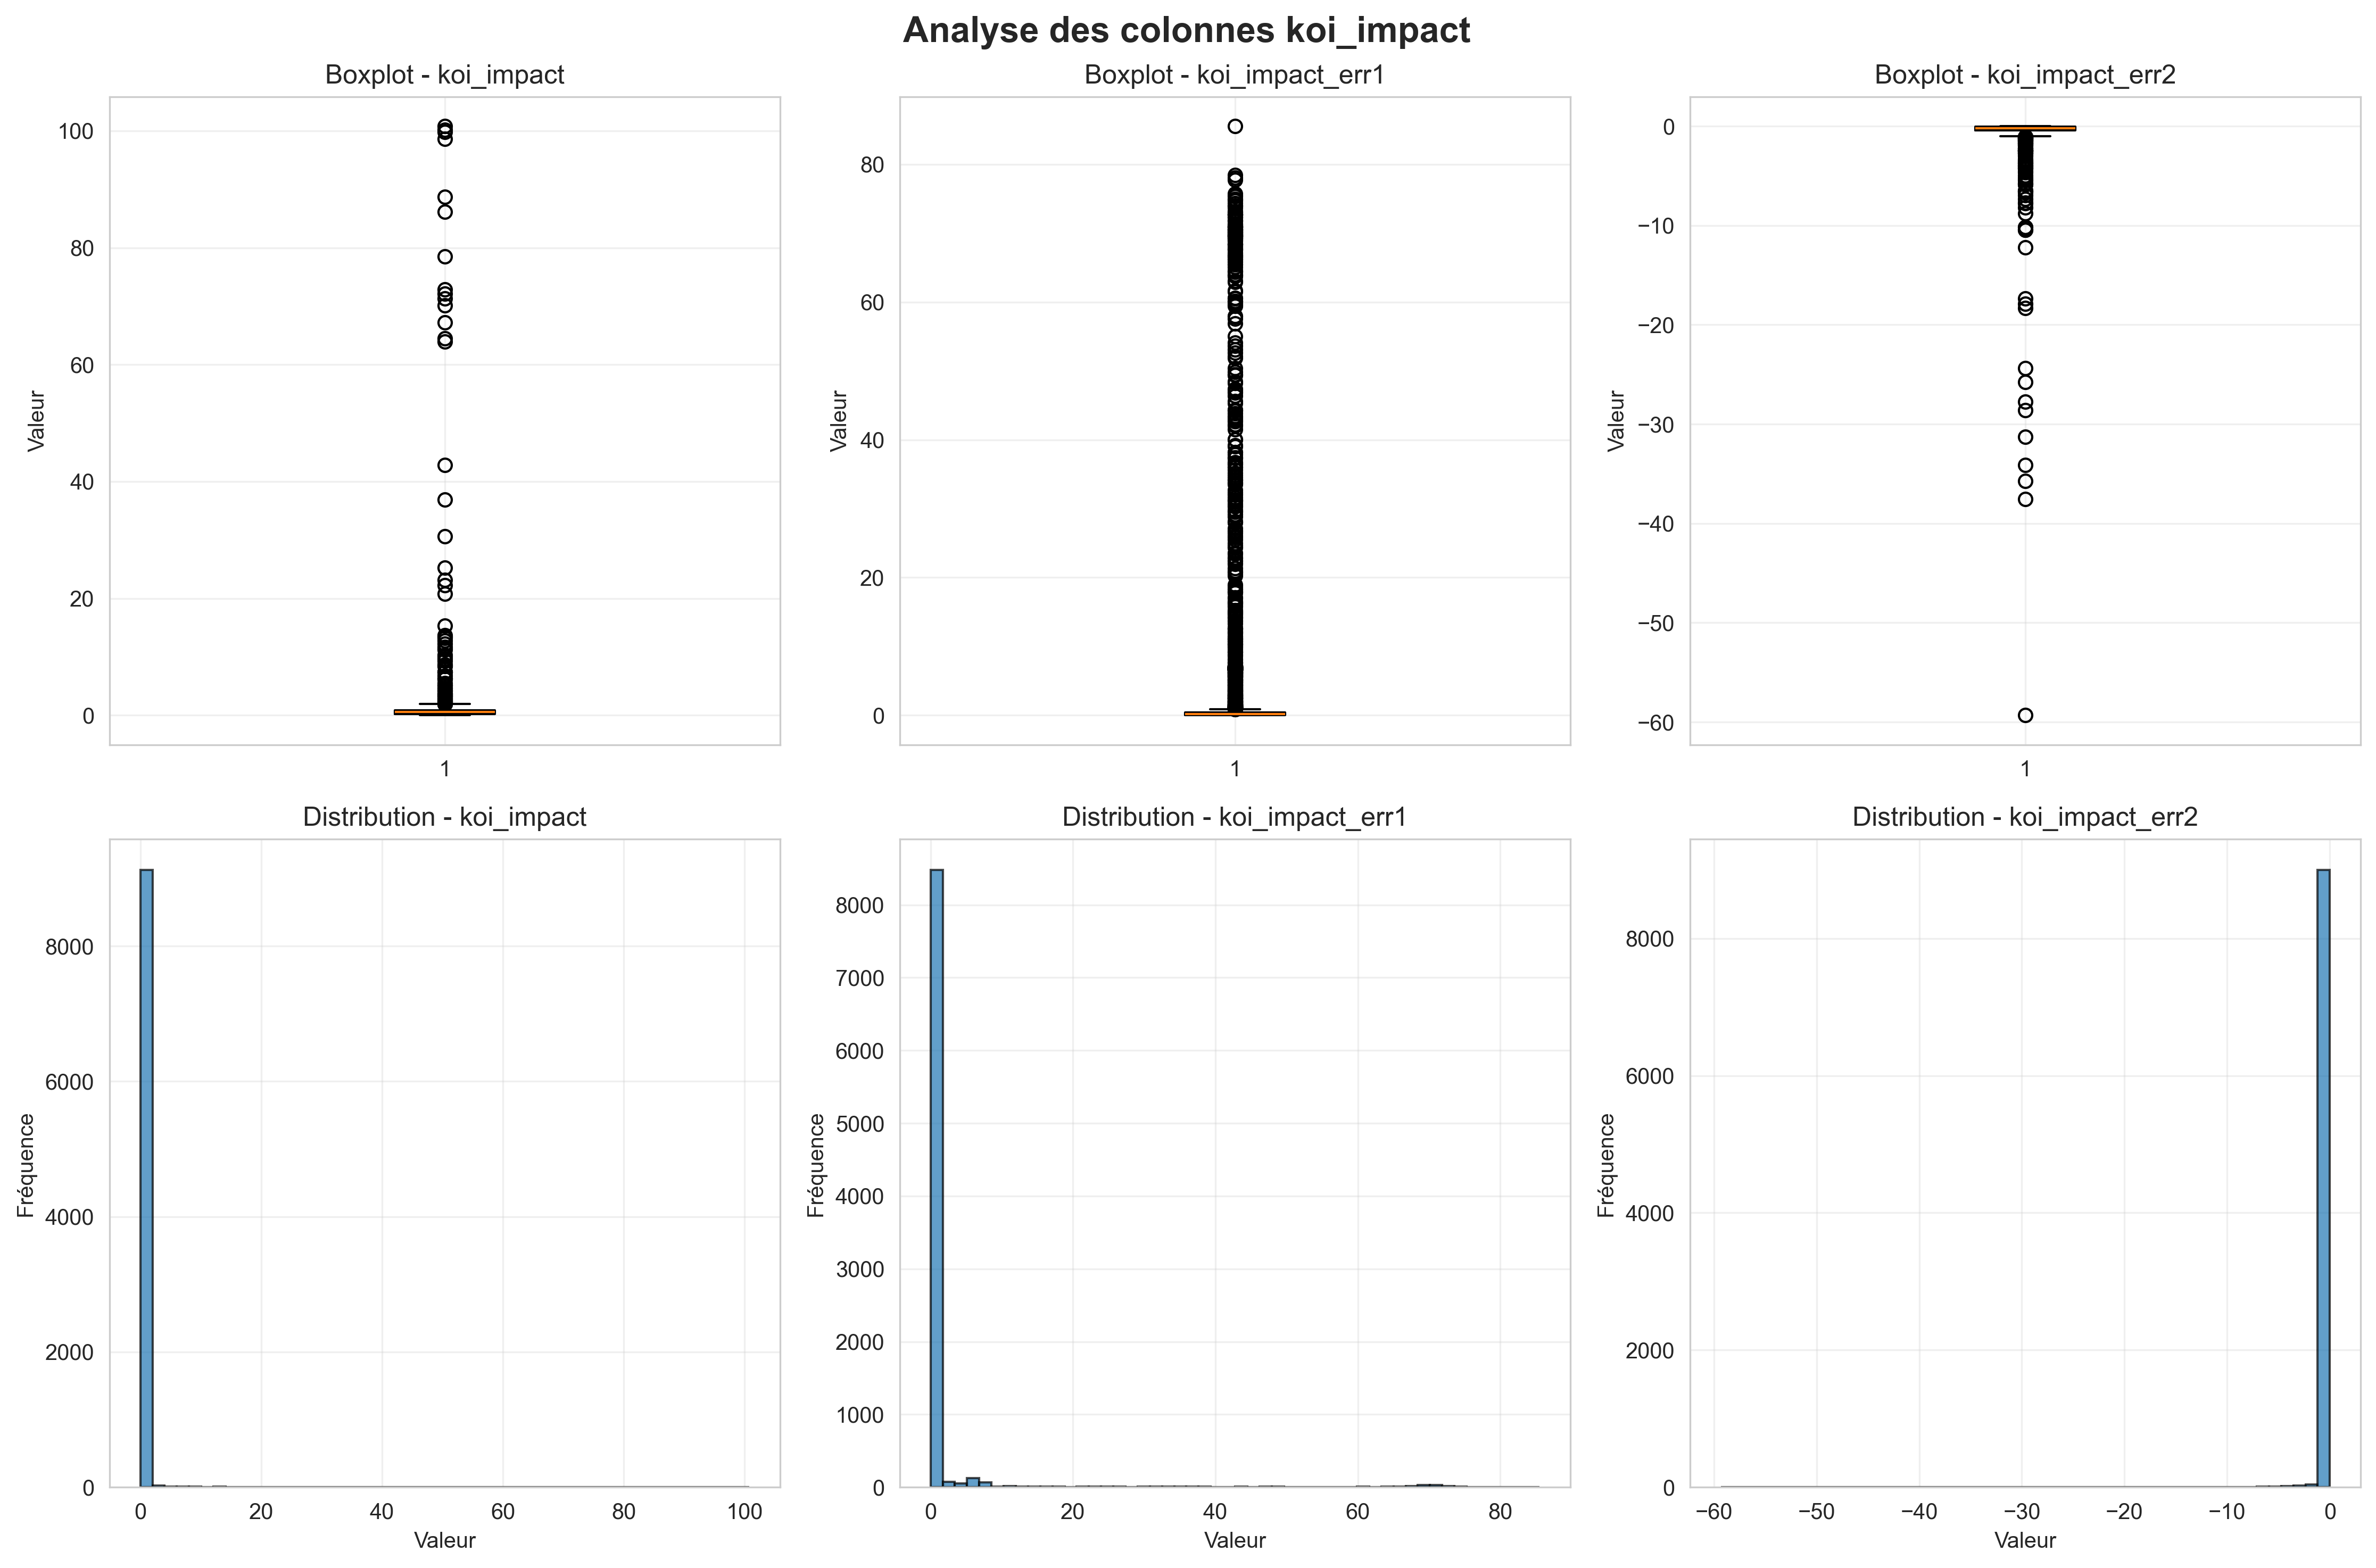 Analyse des colonnes koi_impact
Boxplot - koi_impact
Valeur
100
80
60
40
20
0
1
Boxplot - koi_impact_err1
Valeur
80
60
40
20
0
1
Boxplot - koi_impact_err2
Valeur
0
−10
−20
−30
−40
−50
−60
1
Distribution - koi_impact
Fréquence
8000
6000
4000
2000
0
0 20 40 60 80 100
Valeur
Distribution - koi_impact_err1
Fréquence
8000
7000
6000
5000
4000
3000
2000
1000
0
0 20 40 60 80
Valeur
Distribution - koi_impact_err2
Fréquence
8000
6000
4000
2000
0
−60 −50 −40 −30 −20 −10 0
Valeur